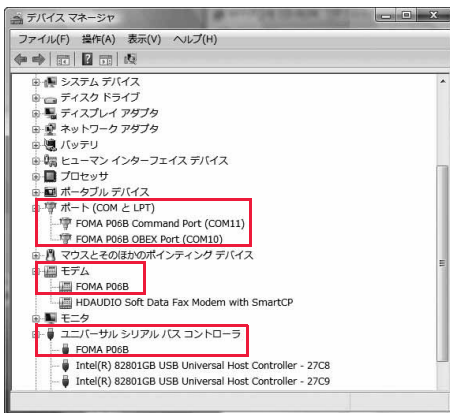 デバイス マネージャ
ファイル(F) 操作(A) 表示(V) ヘルプ(H)
システム デバイス
ディスク ドライブ
ディスプレイ アダプタ
ネットワーク アダプタ
バッテリ
ヒューマン インターフェイス デバイス
プロセッサ
ポータブル デバイス
ポート (COM と LPT)
FOMA P06B Command Port (COM11)
FOMA P06B OBEX Port (COM10)
マウスとそのほかのポインティング デバイス
モデム
FOMA P06B
HDAUDIO Soft Data Fax Modem with SmartCP
モニタ
ユニバーサル シリアル バス コントローラ
FOMA P06B
Intel(R) 82801GB USB Universal Host Controller - 27C8
Intel(R) 82801GB USB Universal Host Controller - 27C9